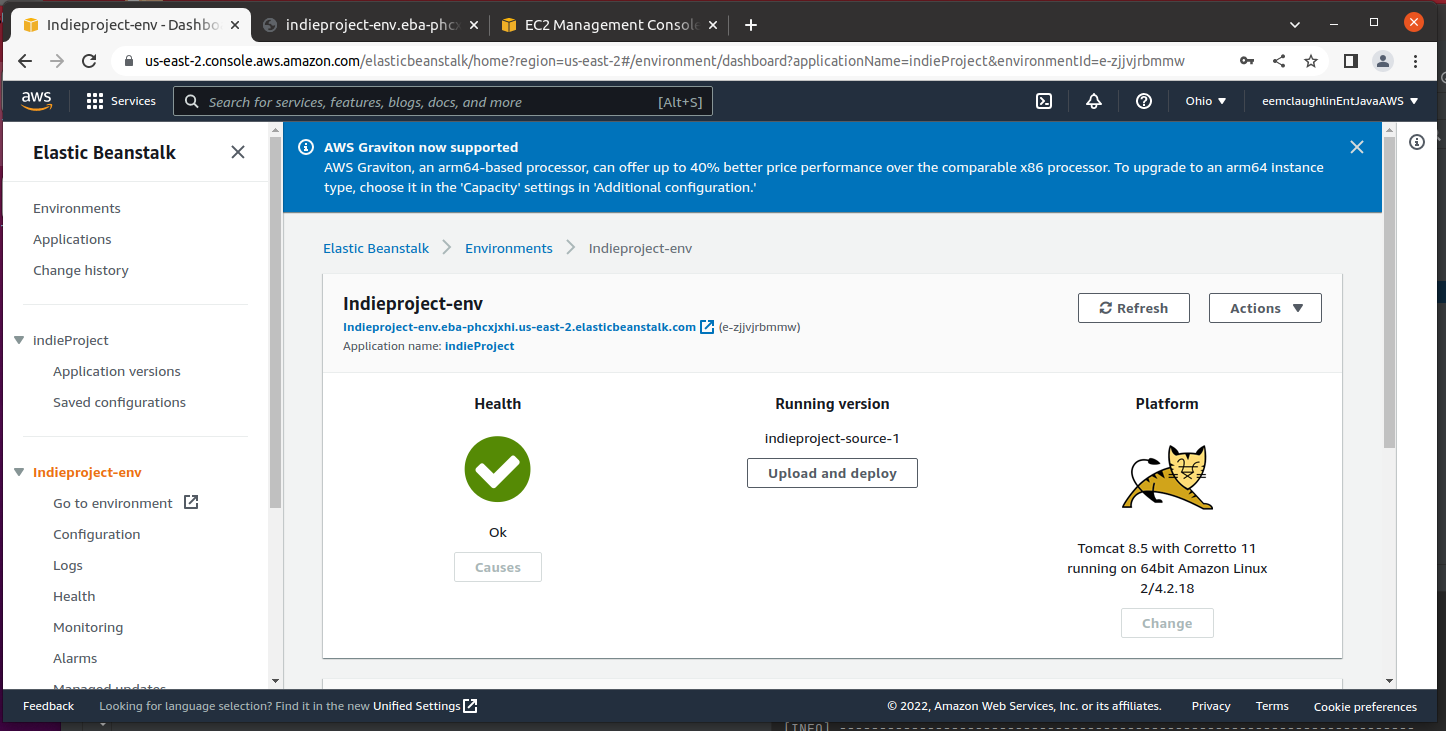 Indieproject-env - Dashbo
indieproject-env.eba-phcx
EC2 Management Console
us-east-2.console.aws.amazon.com/elasticbeanstalk/home?region=us-east-2#/environment/dashboard?applicationName=indieProject&environmentId=e-zjjvjrbmmw
aws
Services
Search for services, features, blogs, docs, and more
[Alt+S]
Ohio ▼
eemclaughlinEntJavaAWS ▼
Elastic Beanstalk
Environments
Applications
Change history
indieProject
Application versions
Saved configurations
Indieproject-env
Go to environment
Configuration
Logs
Health
Monitoring
Alarms
Managed updates
AWS Graviton now supported
AWS Graviton, an arm64-based processor, can offer up to 40% better price performance over the comparable x86 processor. To upgrade to an arm64 instance
type, choose it in the 'Capacity' settings in 'Additional configuration.'
Elastic Beanstalk
Environments
Indieproject-env
Indieproject-env
Indieproject-env.eba-phcxjxhi.us-east-2.elasticbeanstalk.com (e-zjjvjrbmmw)
Application name: indieProject
Refresh
Actions ▼
Health
Ok
Causes
Running version
indieproject-source-1
Upload and deploy
Platform
Tomcat 8.5 with Corretto 11
running on 64bit Amazon Linux
2/4.2.18
Change
Feedback
Looking for language selection? Find it in the new Unified Settings
© 2022, Amazon Web Services, Inc. or its affiliates.
Privacy
Terms
Cookie preferences
[INFO] ------------------------------------------------------------------------